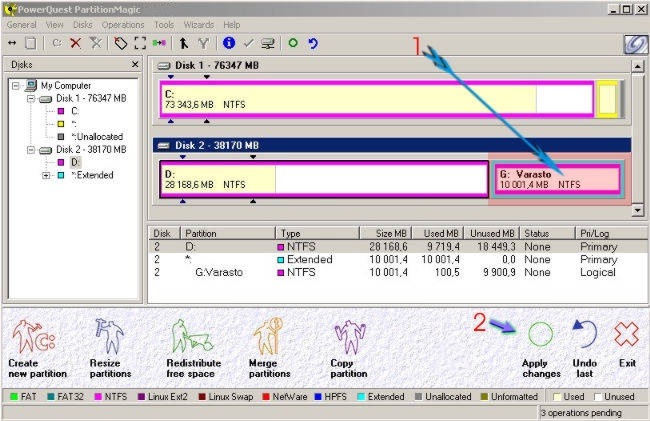 PowerQuest PartitionMagic
General View Disks Operations Tools Wizards Help
C:
1
Disks
My Computer
Disk 1 - 76347 MB
C:
*:
*:Unallocated
Disk 2 - 38170 MB
D:
*:Extended
Disk 1 - 76347 MB
C:
73 343,6 MB NTFS
Disk 2 - 38170 MB
D:
28 168,6 MB NTFS
G: Varasto
10 001,4 MB NTFS
Disk Partition Type Size MB Used MB Unused MB Status Pri/Log
2 D: NTFS 28 168,6 9 719,4 18 449,3 None Primary
2 *: Extended 10 001,4 10 001,4 0,0 None Primary
2 G:Varasto NTFS 10 001,4 100,5 9 900,9 None Logical
C:
2
Create new partition
Resize partitions
Redistribute free space
Merge partitions
Copy partition
Apply changes
Undo last
Exit
FAT FAT32 NTFS Linux Ext2 Linux Swap NetWare HPFS Extended Unallocated Unformatted Used Unused
3 operations pending